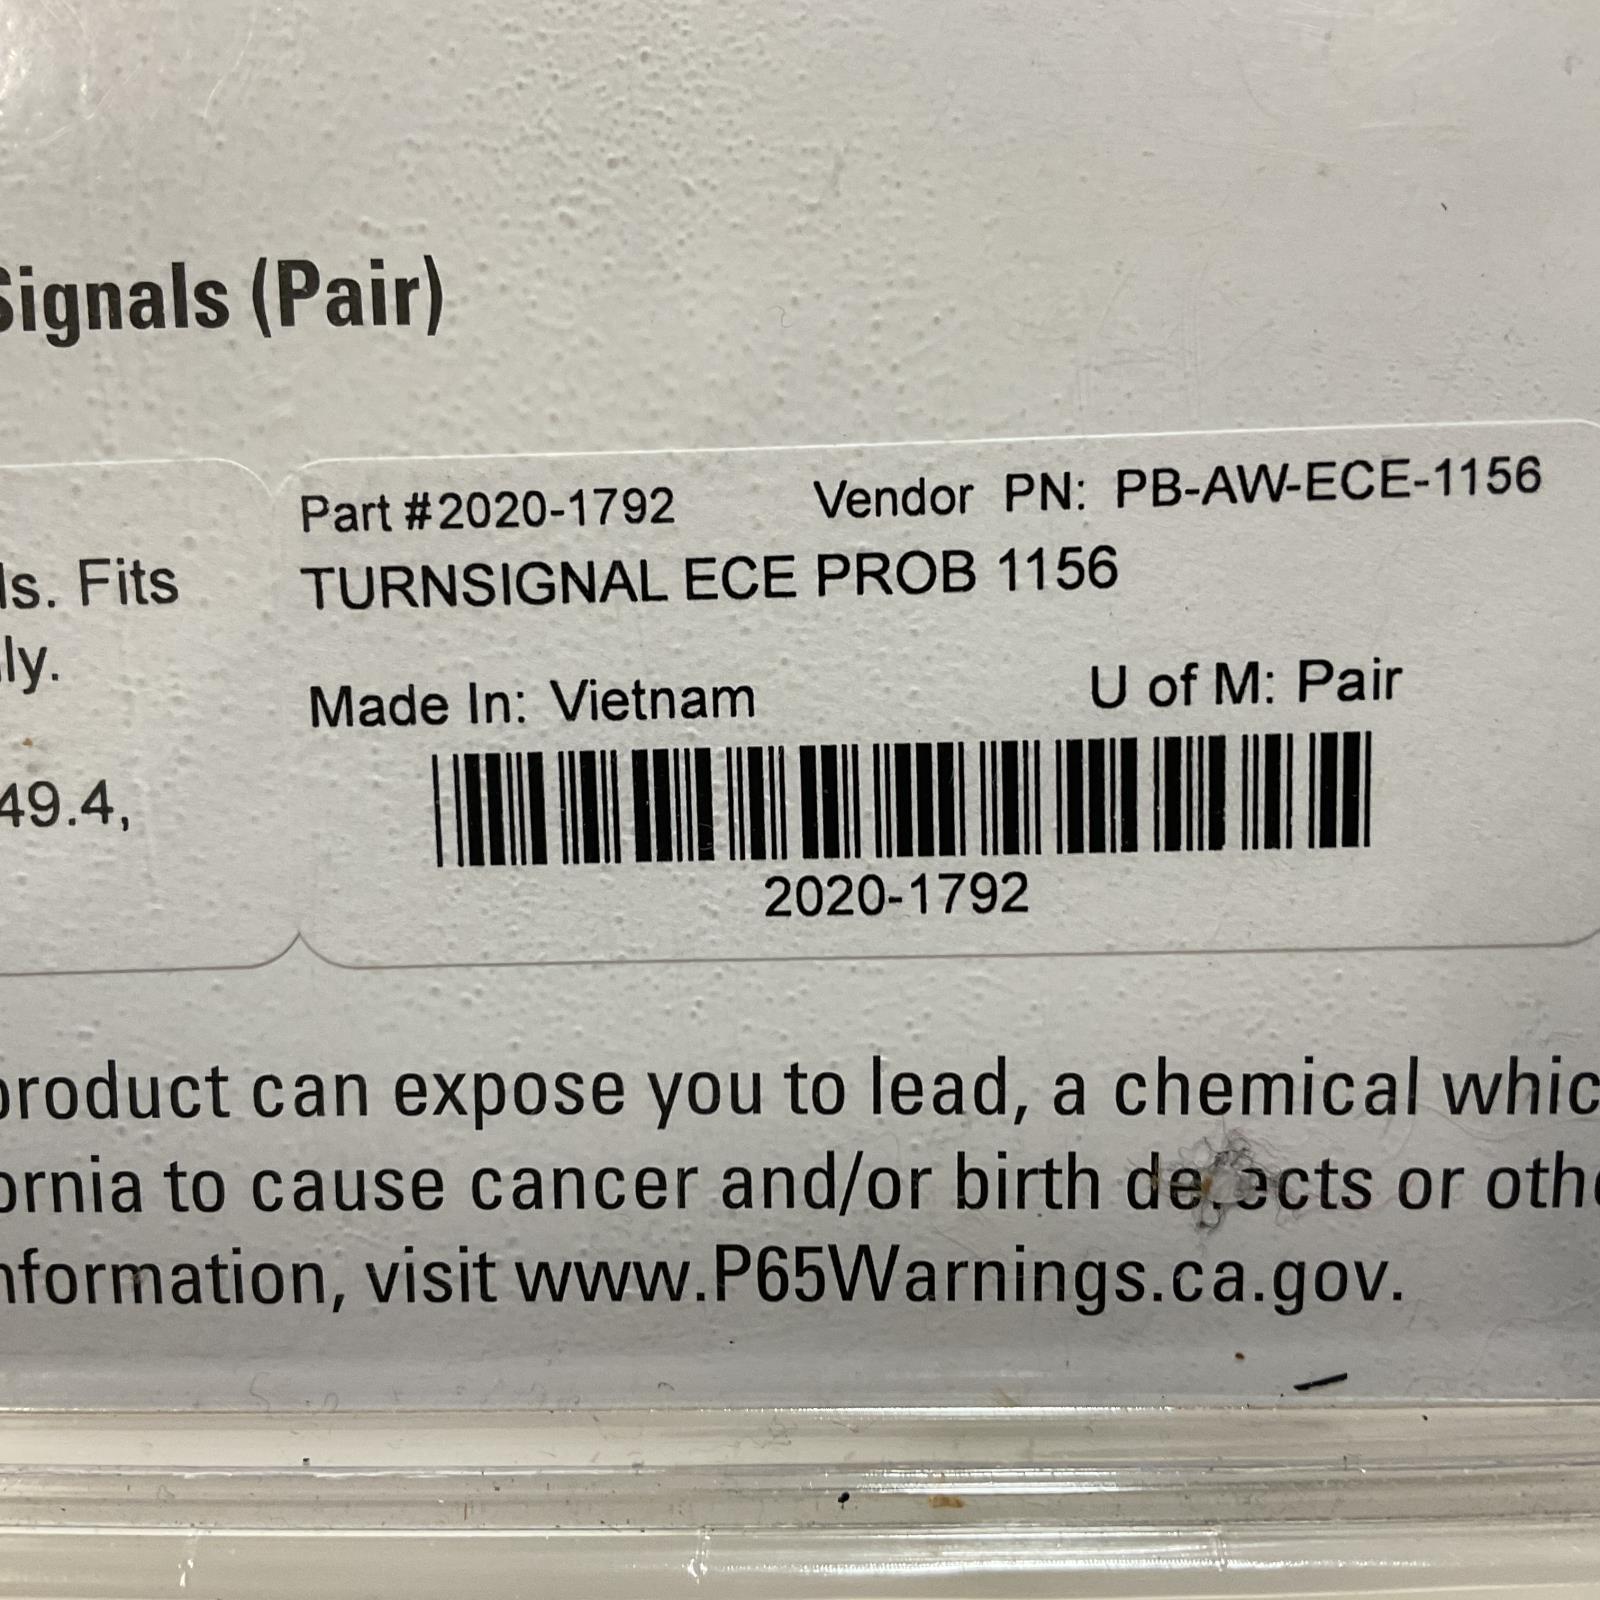 Signals (Pair)
Part #2020-1792 Vendor PN: PB-AW-ECE-1156
TURNSIGNAL ECE PROB 1156
ls. Fits
ly.
Made In: Vietnam U of M: Pair
49.4,
2020-1792
product can expose you to lead, a chemical whic
ornia to cause cancer and/or birth defects or othe
nformation, visit www.P65Warnings.ca.gov.